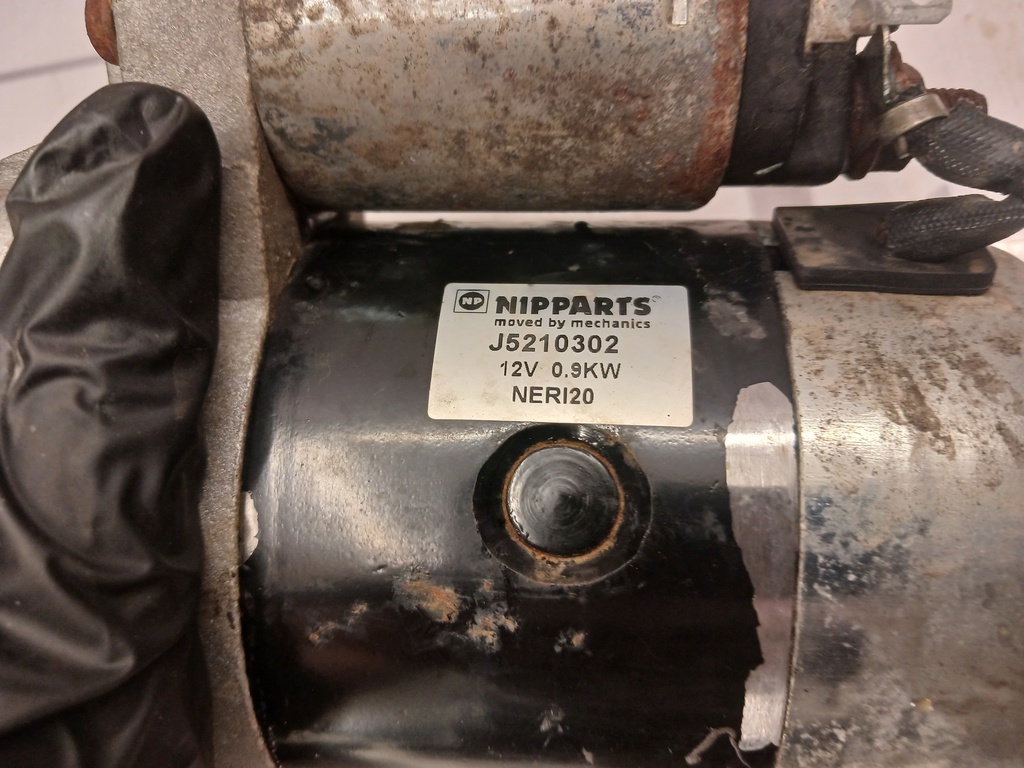 NP NIPPARTS
moved by mechanics
J5210302
12V 0.9KW
NERI20